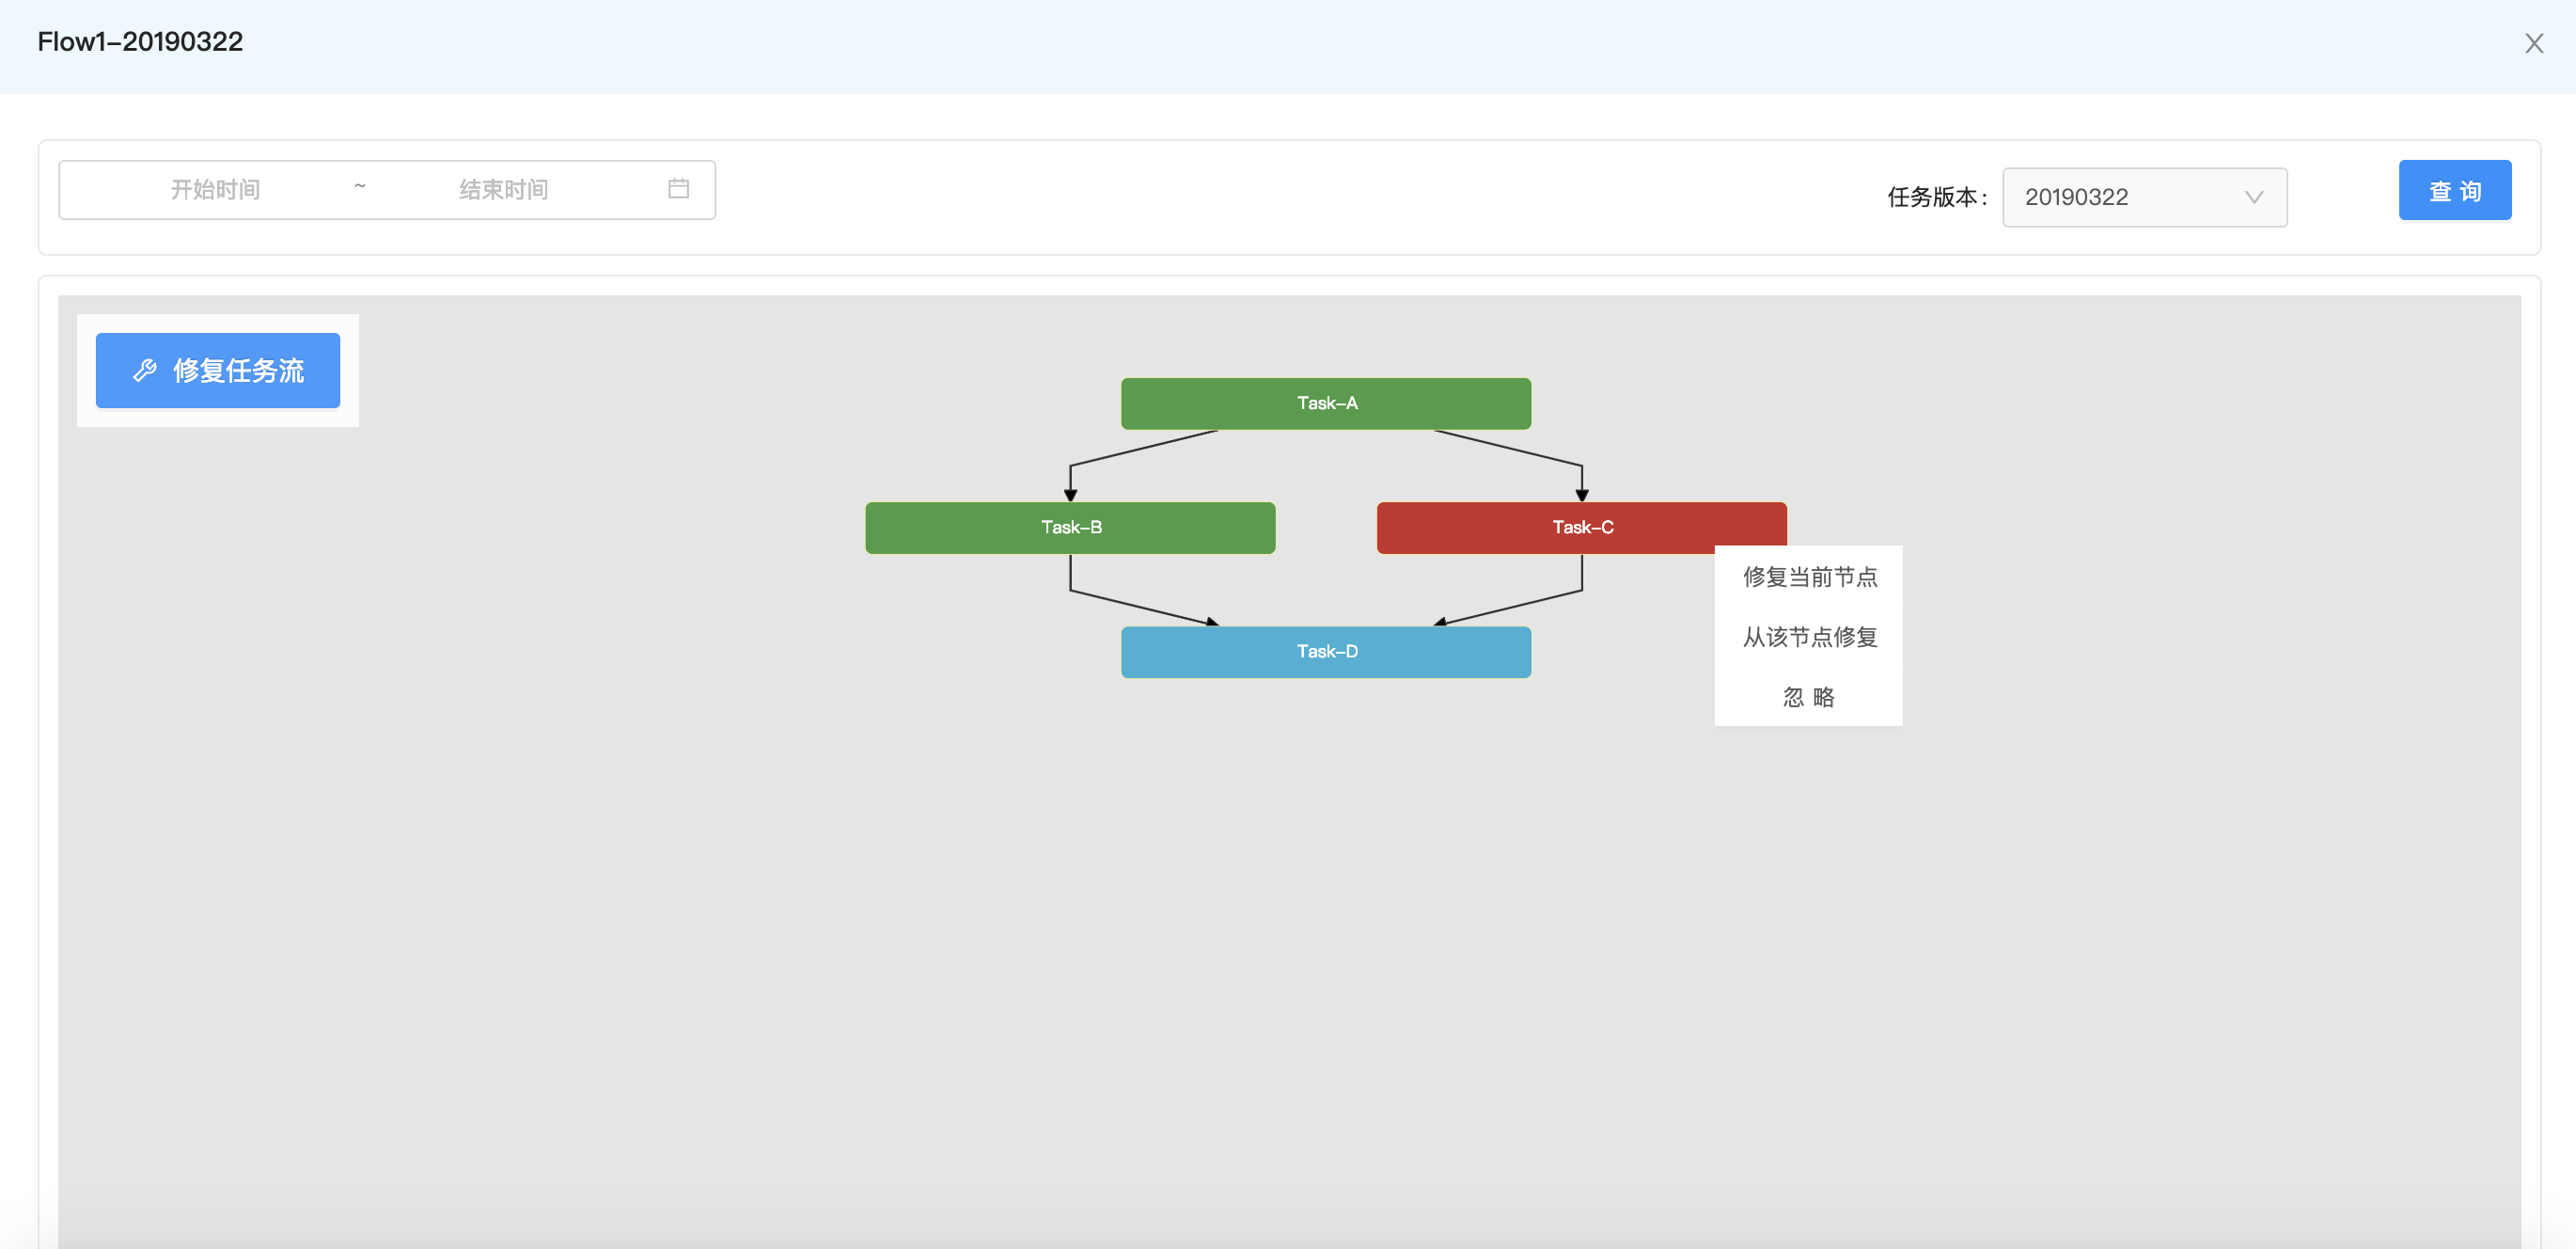 Flow1-20190322
开始时间 ~ 结束时间
任务版本: 20190322
查 询
修复任务流
Task-A
Task-B
Task-C
修复当前节点
从该节点修复
忽 略
Task-D